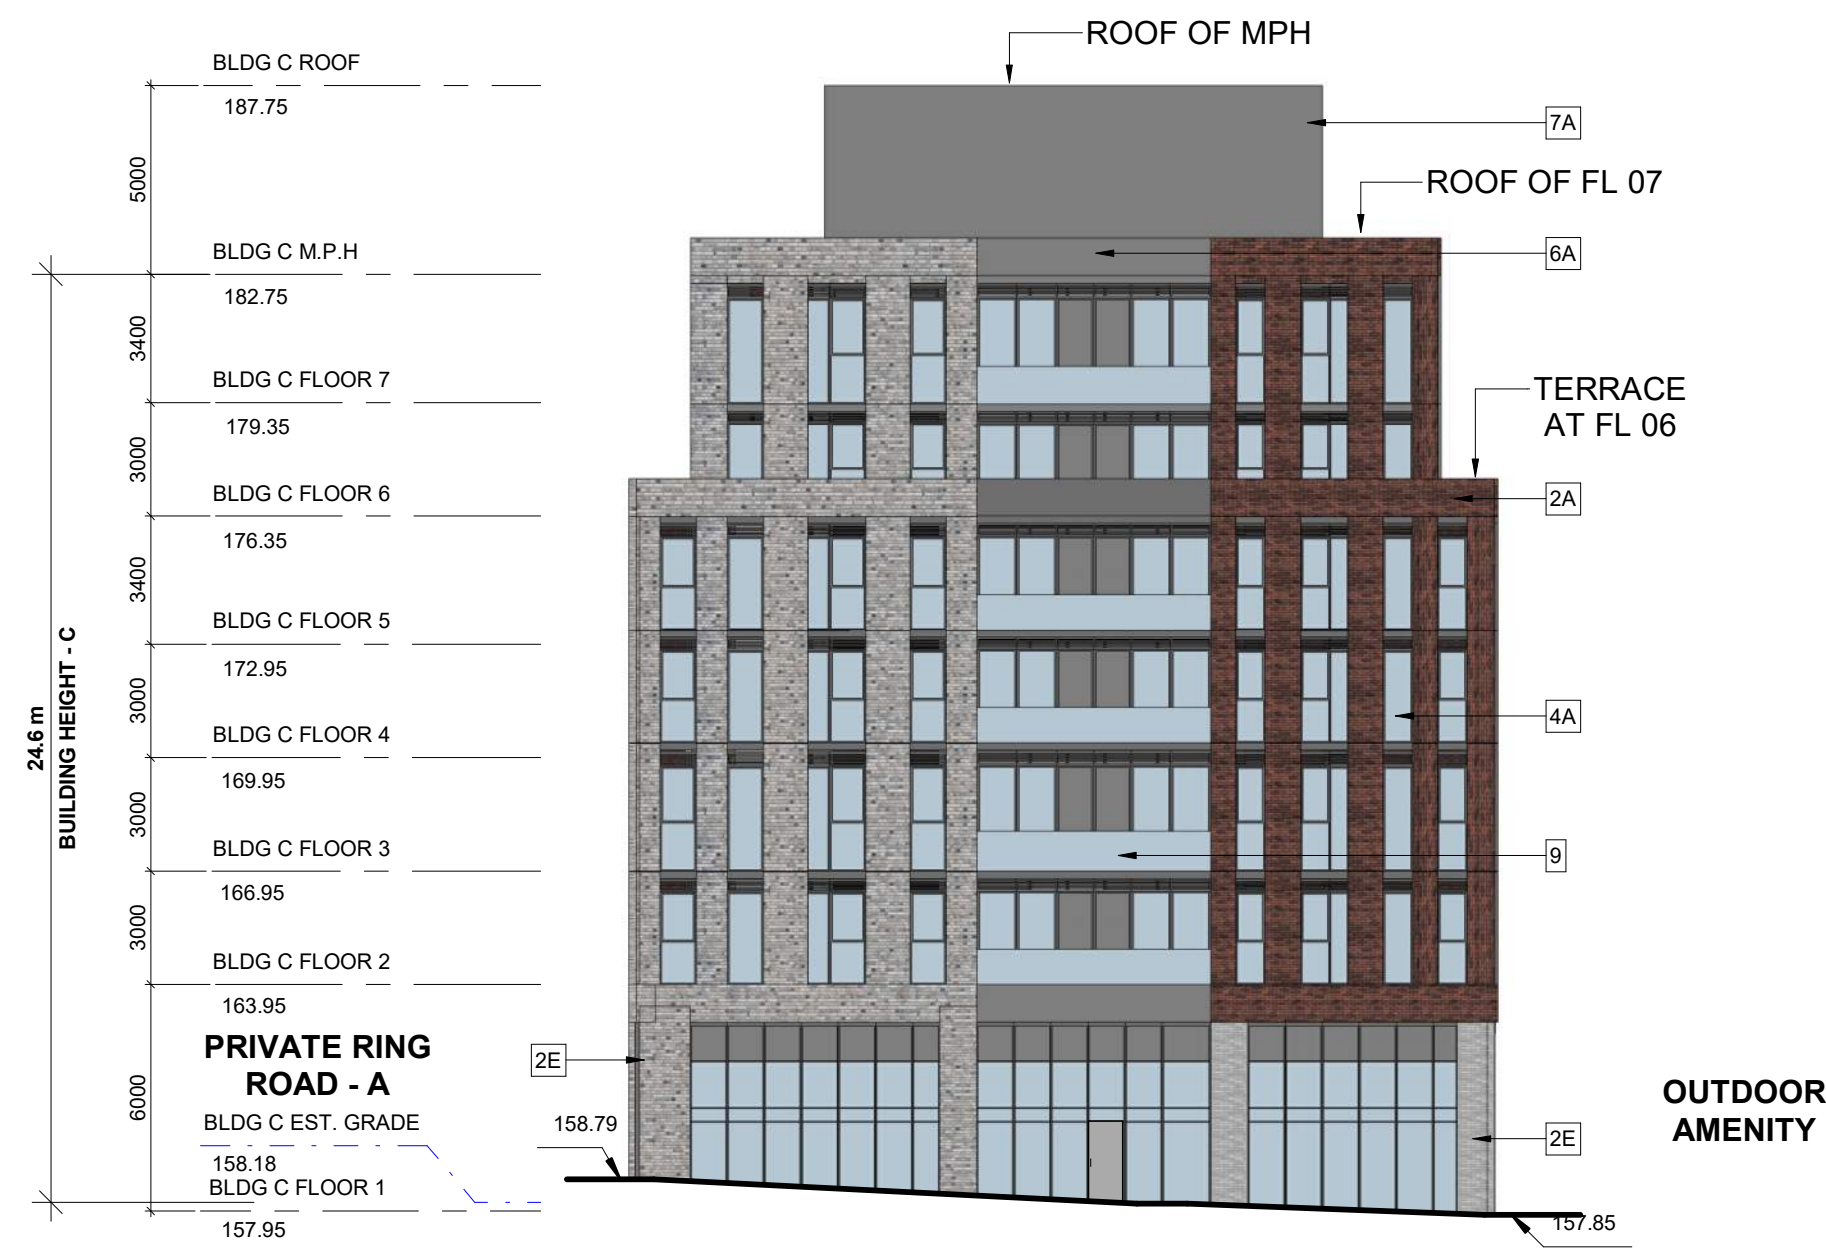 ROOF OF MPH
BLDG C ROOF
187.75
7A
5000
ROOF OF FL 07
BLDG C M.P.H
6A
182.75
3400
BLDG C FLOOR 7
179.35
TERRACE
AT FL 06
3000
BLDG C FLOOR 6
2A
176.35
3400
BLDG C FLOOR 5
172.95
3000
4A
BLDG C FLOOR 4
169.95
24.6 m
BUILDING HEIGHT - C
3000
BLDG C FLOOR 3
9
166.95
3000
BLDG C FLOOR 2
163.95
PRIVATE RING
ROAD - A
2E
6000
OUTDOOR
AMENITY
BLDG C EST. GRADE
158.79
2E
158.18
BLDG C FLOOR 1
157.95
157.85